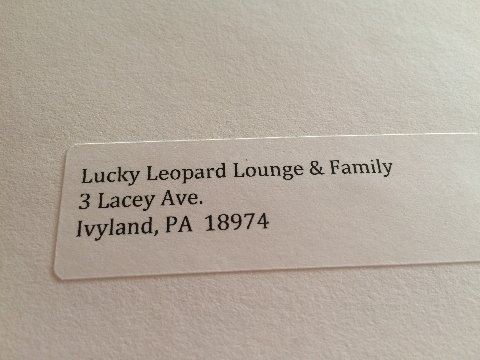 Lucky Leopard Lounge & Family
3 Lacey Ave.
Ivyland, PA  18974